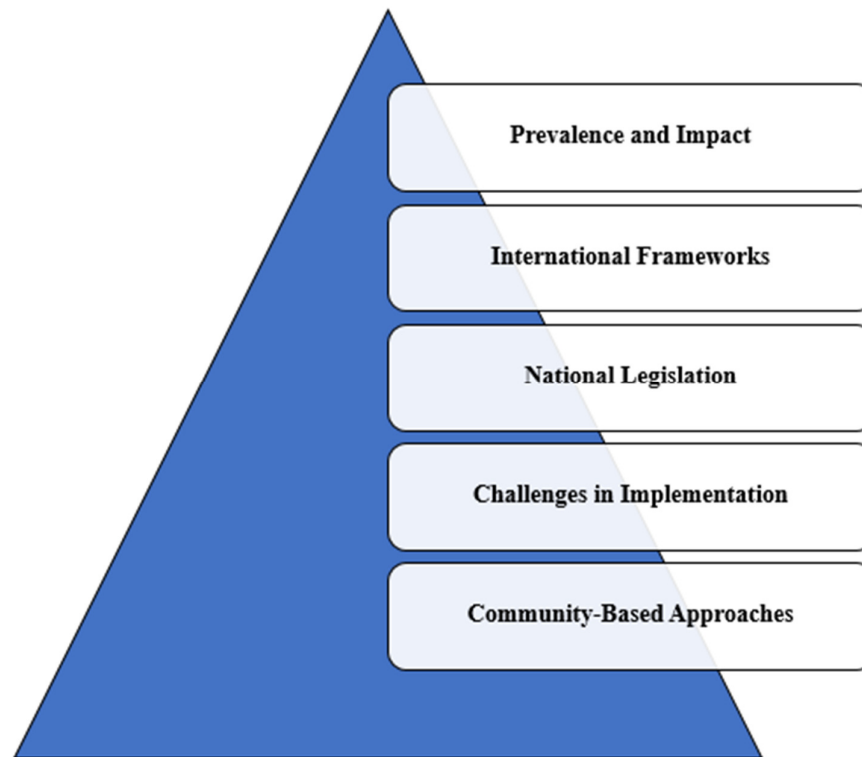 Prevalence and Impact
International Frameworks
National Legislation
Challenges in Implementation
Community-Based Approaches